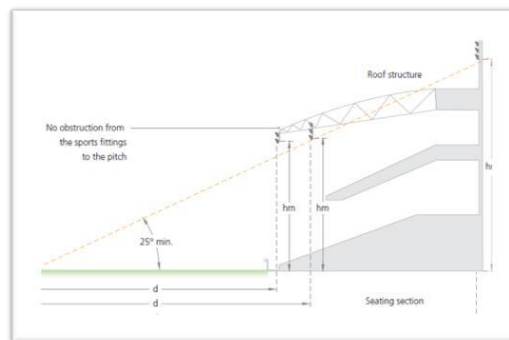 Roof structure
No obstruction from
the sports fittings
to the pitch
hm
hm
25° min.
d
d
Seating section